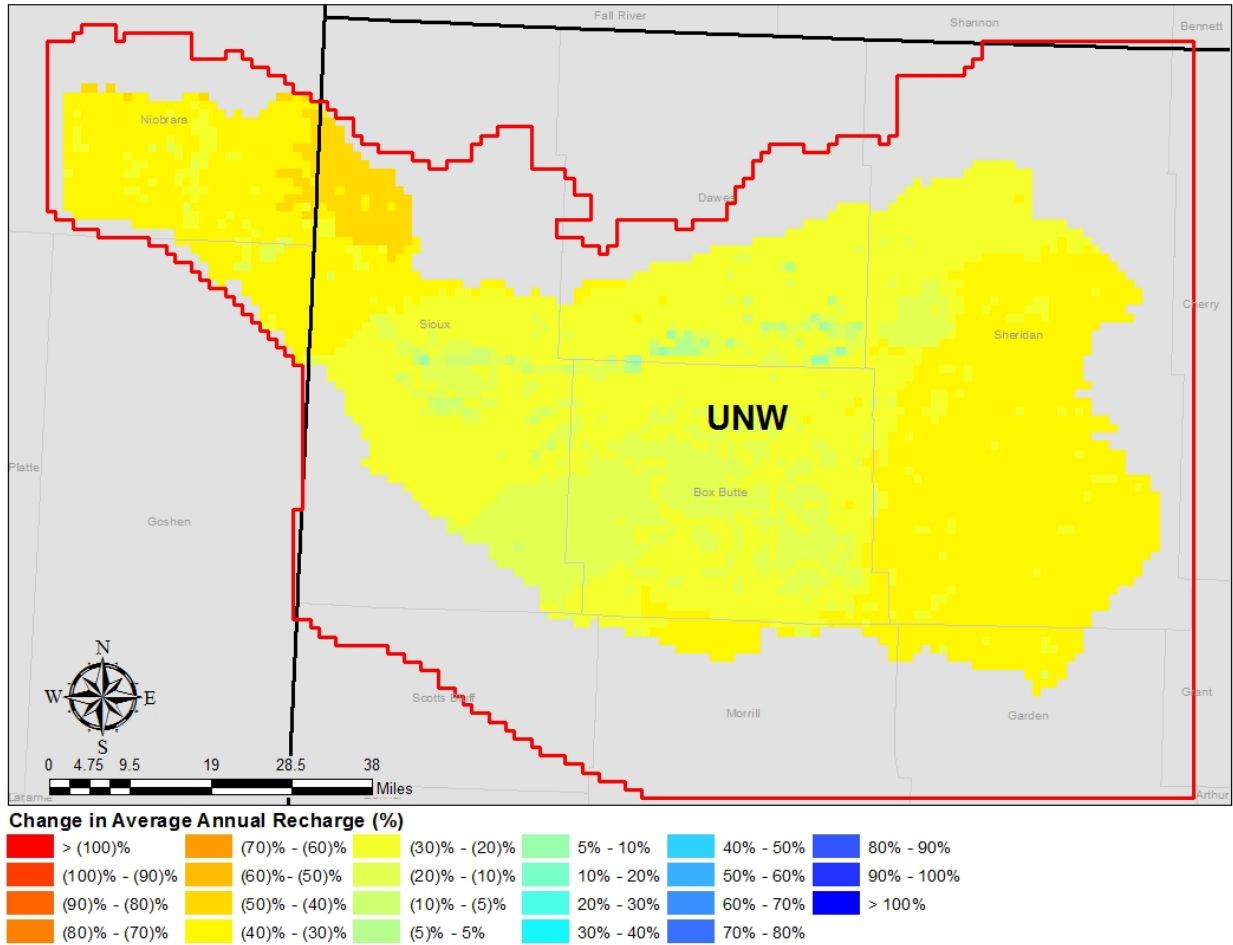 Fall River
Shannon
Bennett
Niobrara
Dawes
Cherry
Sioux
Sheridan
UNW
Platte
Box Butte
Goshen
N
W E
S
Scotts Bluff
Morrill
Garden
Grant
0 4.75 9.5 19 28.5 38
Miles
Laramie
Arthur
Change in Average Annual Recharge (%)
> (100)% (70)% - (60)% (30)% - (20)% 5% - 10% 40% - 50% 80% - 90%
(100)% - (90)% (60)%- (50)% (20)% - (10)% 10% - 20% 50% - 60% 90% - 100%
(90)% - (80)% (50)% - (40)% (10)% - (5)% 20% - 30% 60% - 70% > 100%
(80)% - (70)% (40)% - (30)% (5)% - 5% 30% - 40% 70% - 80%